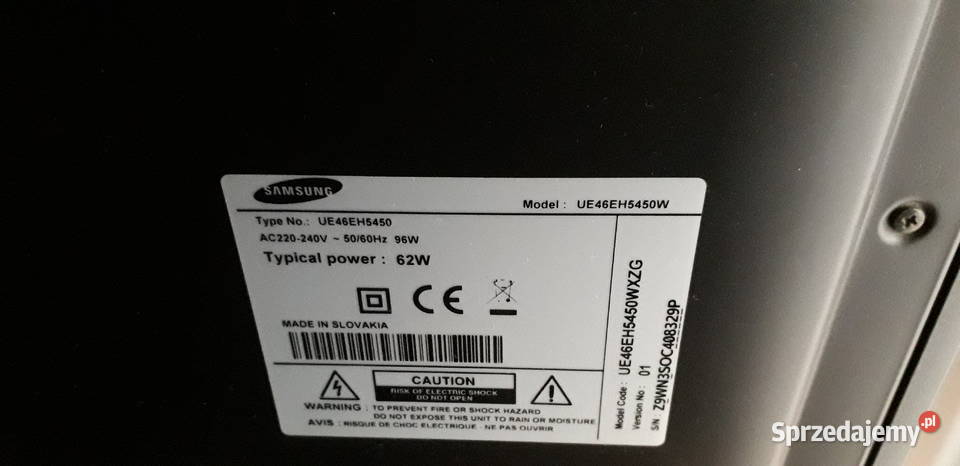 SAMSUNG
Model : UE46EH5450W
Type No.: UE46EH5450
AC220-240V ~ 50/60Hz 96W
Typical power : 62W
CE
MADE IN SLOVAKIA
CAUTION
RISK OF ELECTRIC SHOCK
DO NOT OPEN
WARNING : TO PREVENT FIRE OR SHOCK HAZARD
DO NOT EXPOSE THIS UNIT TO RAIN OR MOISTURE
AVIS : RISQUE DE CHOC ELECTRIQUE - NE PAS OUVRIR
Model Code : UE46EH5450WXZG
Version No : 01
S/N Z9WN3SOC408329P
Sprzedajemy.pl